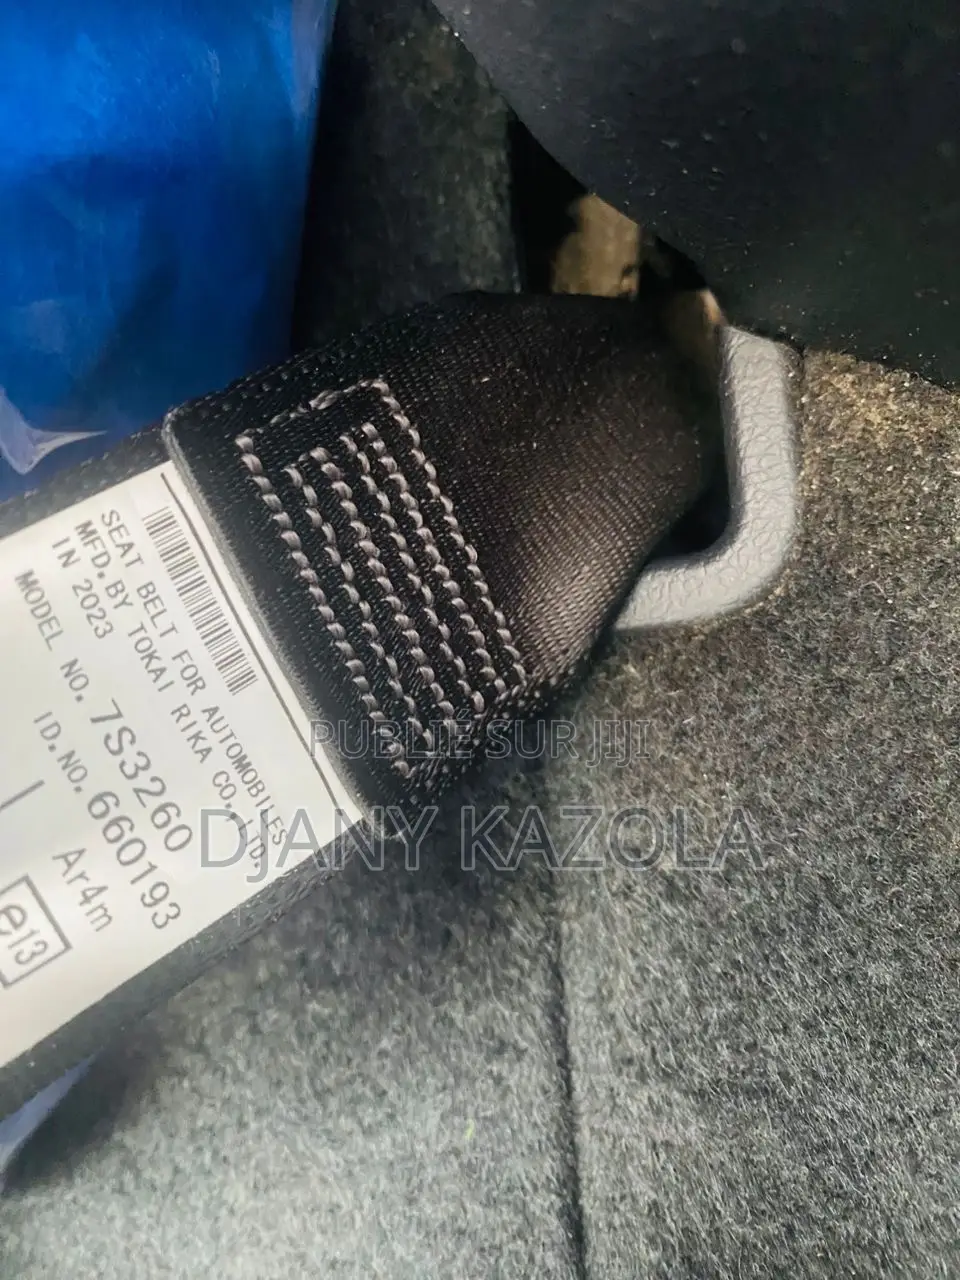 SEAT BELT FOR AUTOMOBILES
MFD. BY TOKAI RIKA CO., LTD.
IN 2023
MODEL NO. 7S3260
ID. NO. 660193
Ar4m
e13
PUBLIÉ SUR JIJI
DJANY KAZOLA